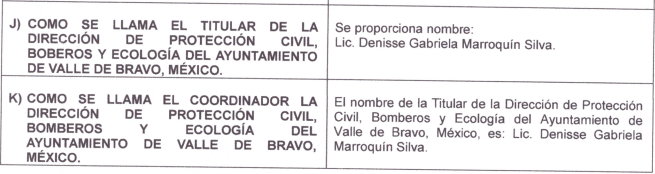 J) COMO SE LLAMA EL TITULAR DE LA
DIRECCIÓN DE PROTECCIÓN CIVIL,
BOBEROS Y ECOLOGÍA DEL AYUNTAMIENTO
DE VALLE DE BRAVO, MÉXICO.
Se proporciona nombre:
Lic. Denisse Gabriela Marroquín Silva.
K) COMO SE LLAMA EL COORDINADOR LA
DIRECCIÓN DE PROTECCIÓN CIVIL,
BOMBEROS Y ECOLOGÍA DEL
AYUNTAMIENTO DE VALLE DE BRAVO,
MÉXICO.
El nombre de la Titular de la Dirección de Protección
Civil, Bomberos y Ecología del Ayuntamiento de
Valle de Bravo, México, es: Lic. Denisse Gabriela
Marroquín Silva.